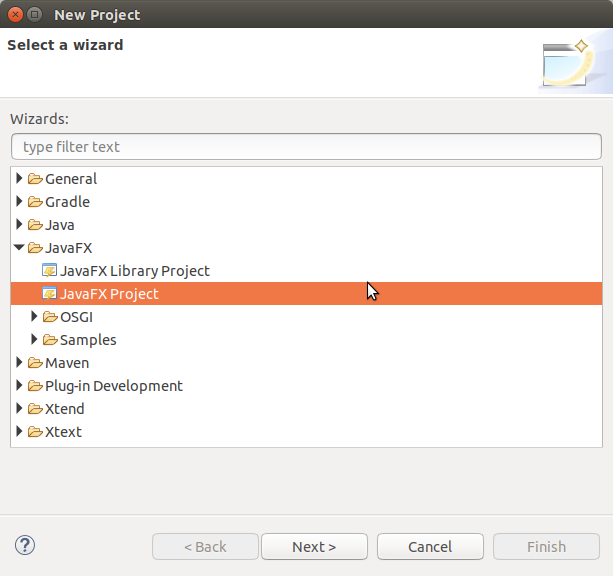 New Project
Select a wizard
Wizards:
type filter text
General
Gradle
Java
JavaFX
JavaFX Library Project
JavaFX Project
OSGI
Samples
Maven
Plug-in Development
Xtend
Xtext
< Back
Next >
Cancel
Finish